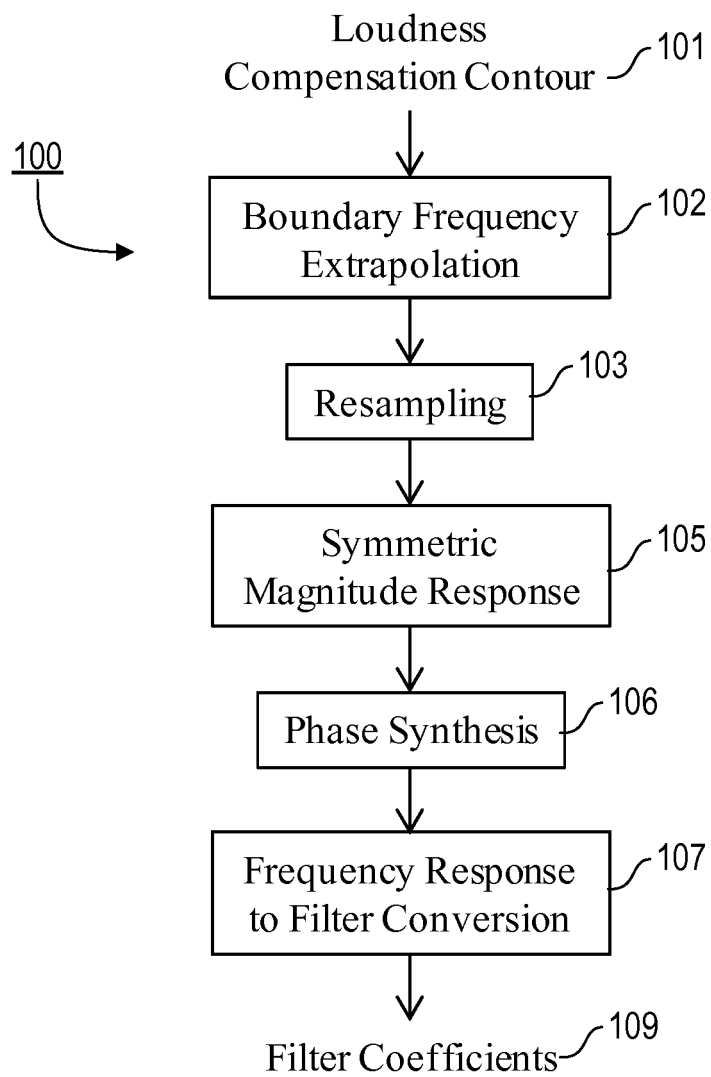 Loudness
Compensation Contour
101
100
Boundary Frequency
Extrapolation
102
Resampling
103
Symmetric
Magnitude Response
105
Phase Synthesis
106
Frequency Response
to Filter Conversion
107
Filter Coefficients
109